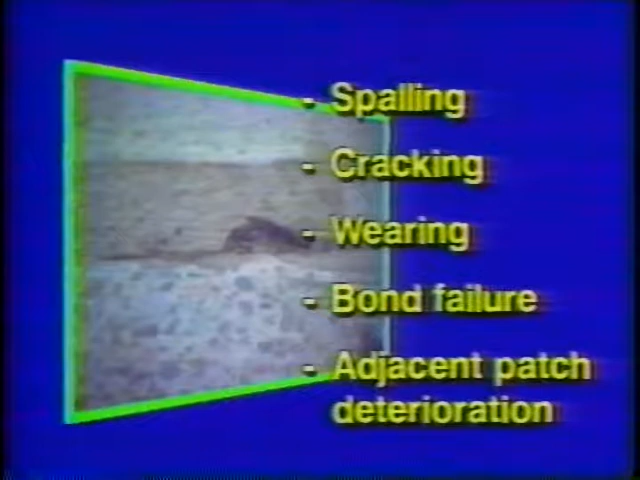 - Spalling
- Cracking
- Wearing
- Bond failure
- Adjacent patch
deterioration